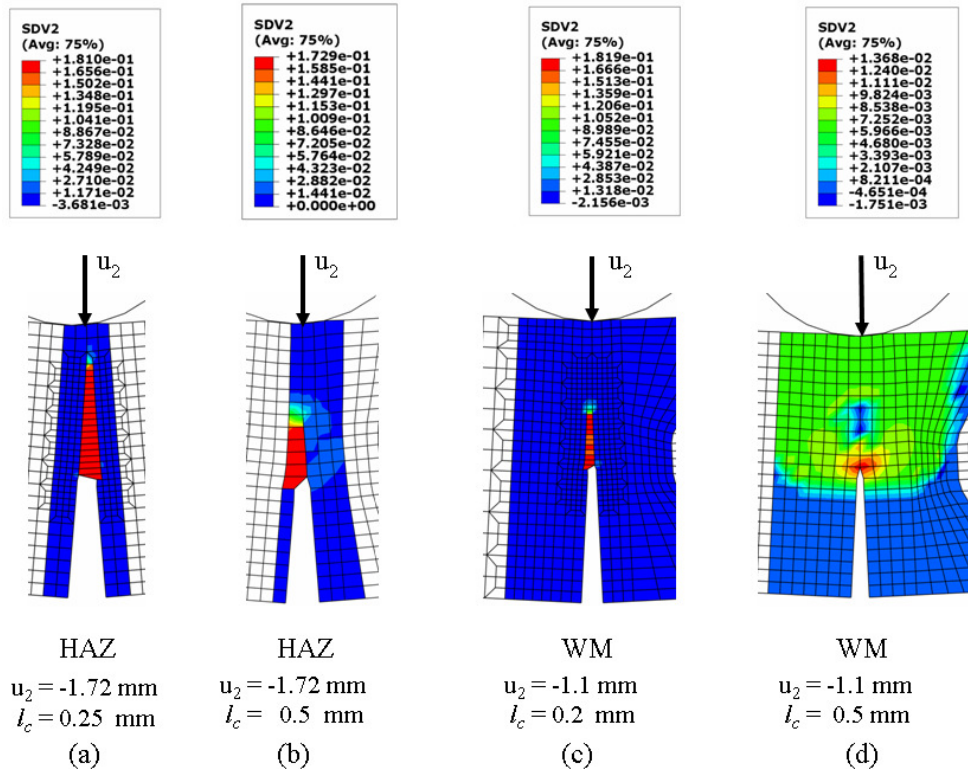 SDV2
(Avg: 75%)
+1.810e-01
+1.656e-01
+1.502e-01
+1.348e-01
+1.195e-01
+1.041e-01
+8.867e-02
+7.328e-02
+5.789e-02
+4.249e-02
+2.710e-02
+1.171e-02
-3.681e-03
SDV2
(Avg: 75%)
+1.729e-01
+1.585e-01
+1.441e-01
+1.297e-01
+1.153e-01
+1.009e-01
+8.646e-02
+7.205e-02
+5.764e-02
+4.323e-02
+2.882e-02
+1.441e-02
+0.000e+00
SDV2
(Avg: 75%)
+1.819e-01
+1.666e-01
+1.513e-01
+1.359e-01
+1.206e-01
+1.052e-01
+8.989e-02
+7.455e-02
+5.921e-02
+4.387e-02
+2.853e-02
+1.318e-02
-2.156e-03
SDV2
(Avg: 75%)
+1.368e-02
+1.240e-02
+1.111e-02
+9.824e-03
+8.538e-03
+7.252e-03
+5.966e-03
+4.680e-03
+3.393e-03
+2.107e-03
+8.211e-04
-4.651e-04
-1.751e-03
u₂
u₂
u₂
u₂
HAZ
u₂ = -1.72 mm
l_c = 0.25 mm
(a)
HAZ
u₂ = -1.72 mm
l_c = 0.5 mm
(b)
WM
u₂ = -1.1 mm
l_c = 0.2 mm
(c)
WM
u₂ = -1.1 mm
l_c = 0.5 mm
(d)